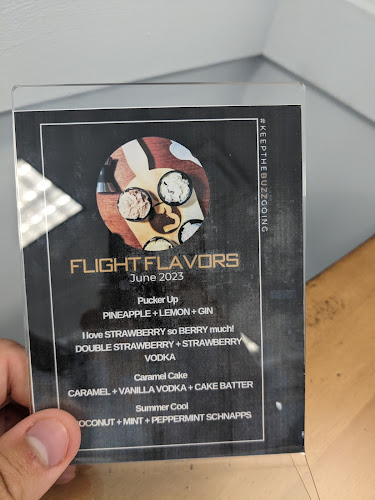 #KEEPTHEBUZZGOING
FLIGHT FLAVORS
June 2023
Pucker Up
PINEAPPLE + LEMON + GIN
I love STRAWBERRY so BERRY much!
DOUBLE STRAWBERRY + STRAWBERRY
VODKA
Caramel Cake
CARAMEL + VANILLA VODKA + CAKE BATTER
Summer Cool
COCONUT + MINT + PEPPERMINT SCHNAPPS